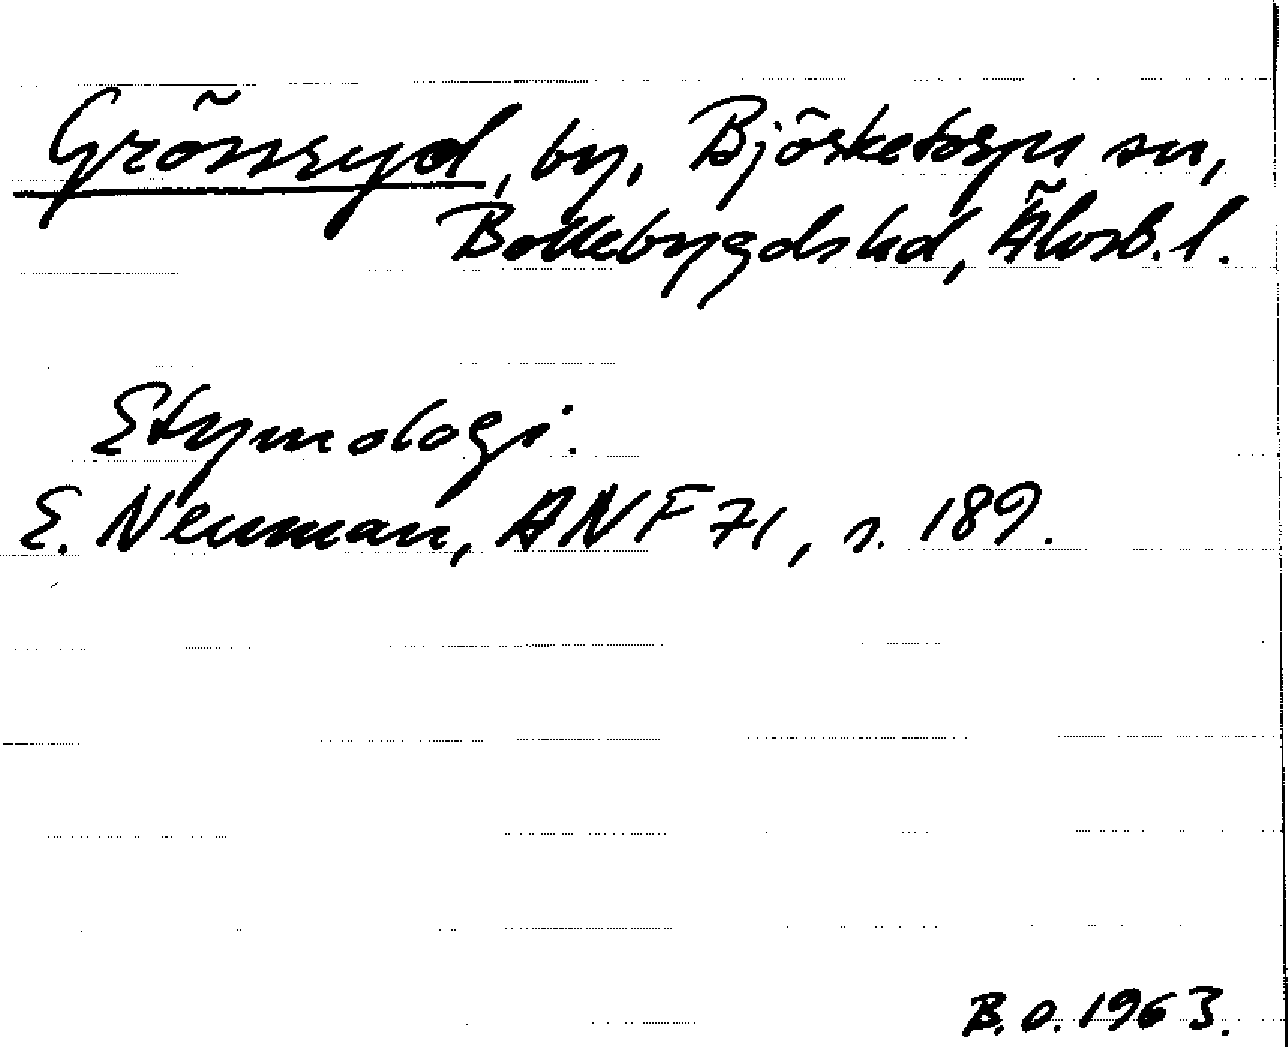 Grönryd, by, Björketorps sn,
Bollebygds hd, Älvsb. l.
Etymologi.
E. Neuman, ANF 71, s. 189.
B.O. 1963.